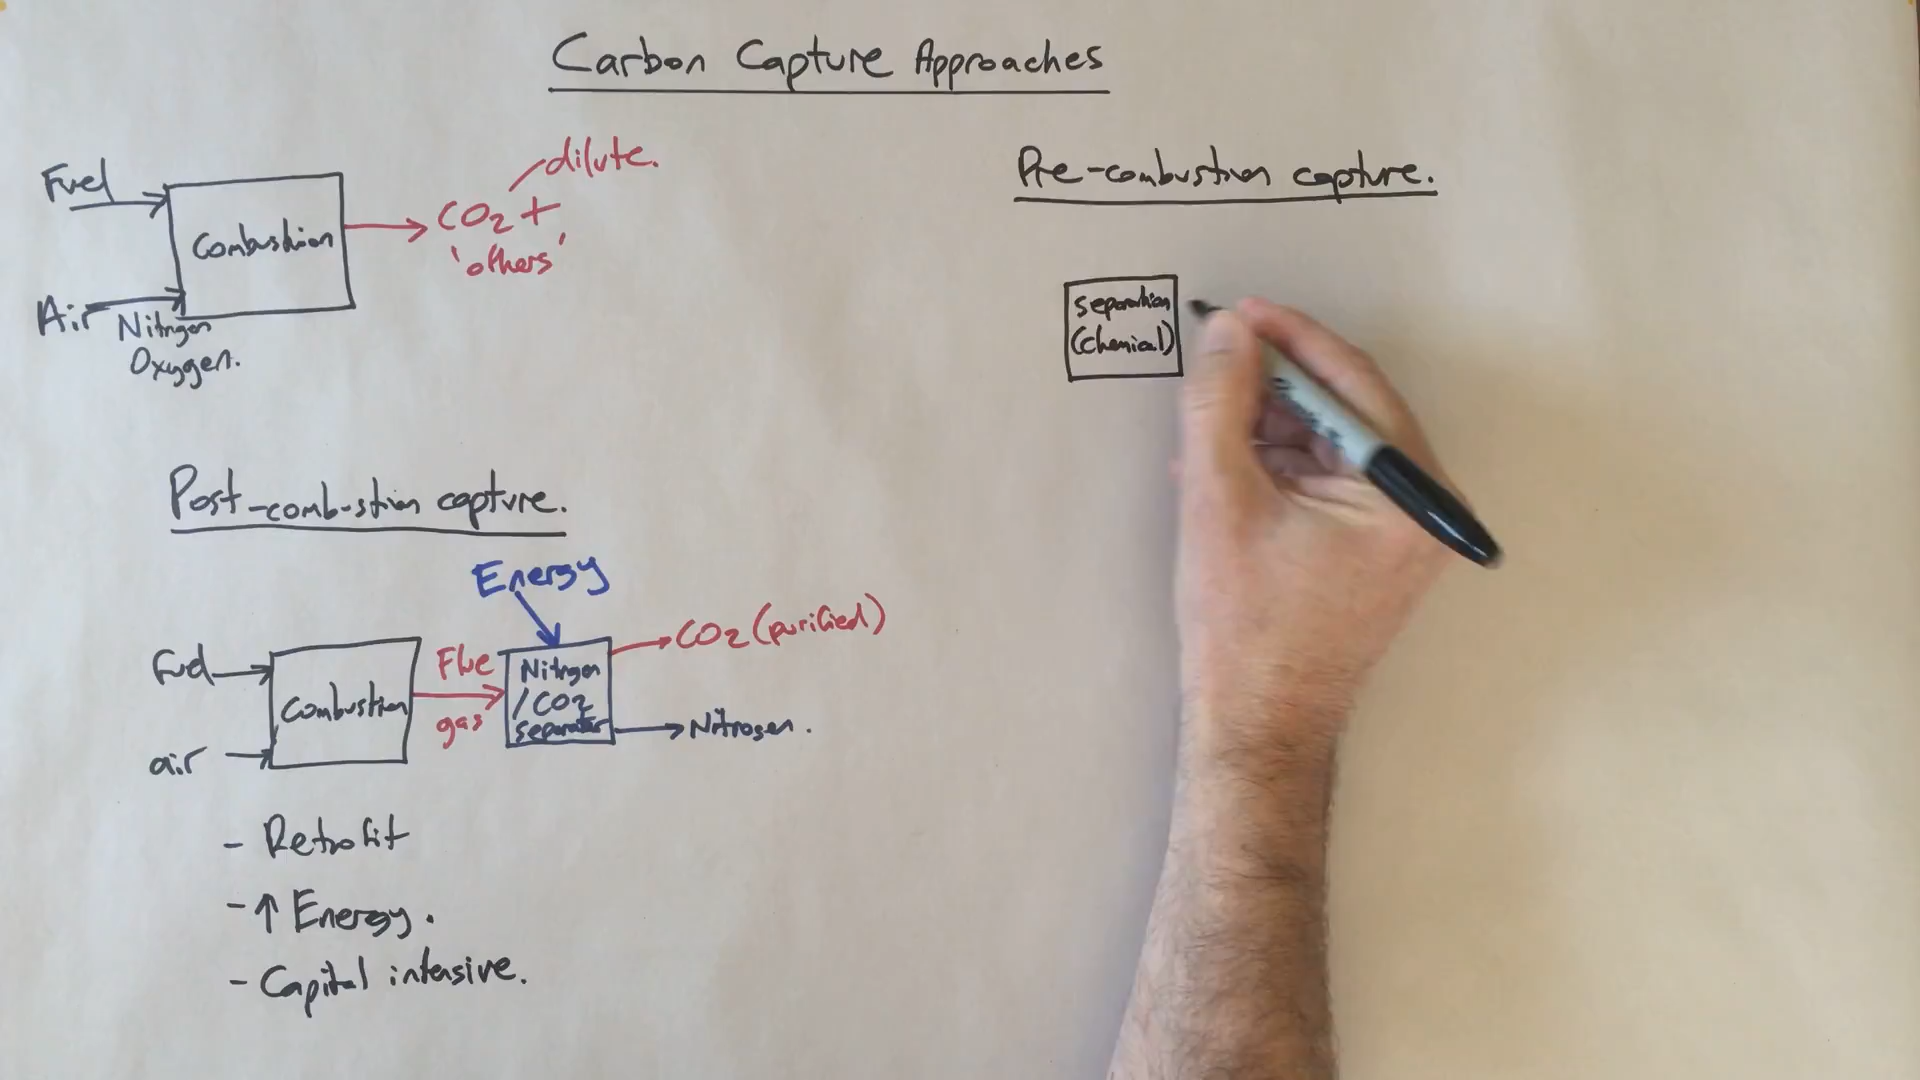 Carbon Capture Approaches
Fuel
Combustion
Air
Nitrogen
Oxygen.
dilute.
CO2 +
'others'
Post-combustion capture.
Energy
Fuel
air
Combustion
Flue
gas
Nitrogen
/CO2
separator
CO2 (purified)
Nitrogen.
- Retrofit
- ↑ Energy.
- Capital intensive.
Pre-combustion capture.
separation
(chemical)